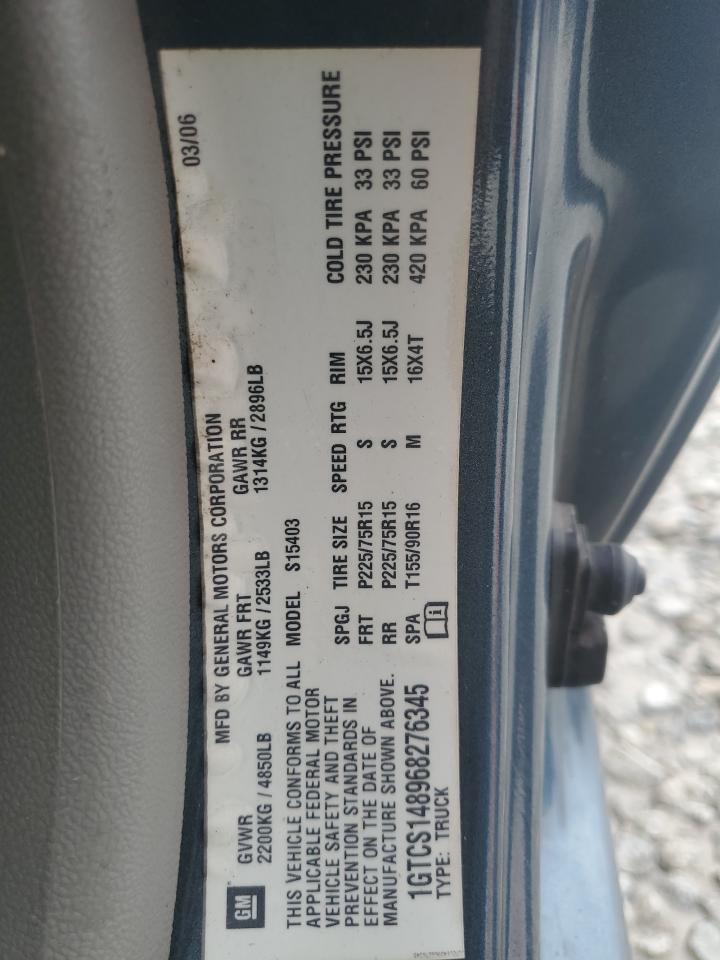 MFD BY GENERAL MOTORS CORPORATION 03/06
GM
GVWR GAWR FRT GAWR RR
2200KG/4850LB 1149KG/2533LB 1314KG/2896LB
THIS VEHICLE CONFORMS TO ALL
APPLICABLE FEDERAL MOTOR
VEHICLE SAFETY AND THEFT
PREVENTION STANDARDS IN
EFFECT ON THE DATE OF
MANUFACTURE SHOWN ABOVE.
1GTCS148968276345
TYPE: TRUCK
MODEL S15403
SPGJ TIRE SIZE SPEED RTG RIM COLD TIRE PRESSURE
FRT P225/75R15 S 15X6.5J 230 KPA 33 PSI
RR P225/75R15 S 15X6.5J 230 KPA 33 PSI
SPA T155/90R16 M 16X4T 420 KPA 60 PSI